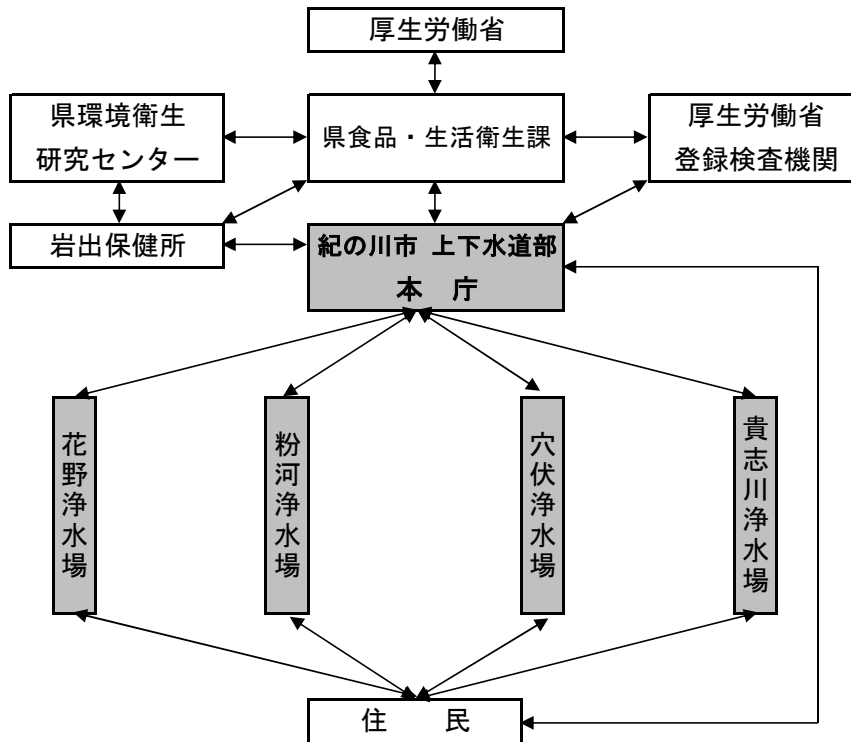 厚生労働省
県環境衛生
研究センター
県食品・生活衛生課
厚生労働省
登録検査機関
岩出保健所
紀の川市 上下水道部
本 庁
花野浄水場
粉河浄水場
穴伏浄水場
貴志川浄水場
住 民